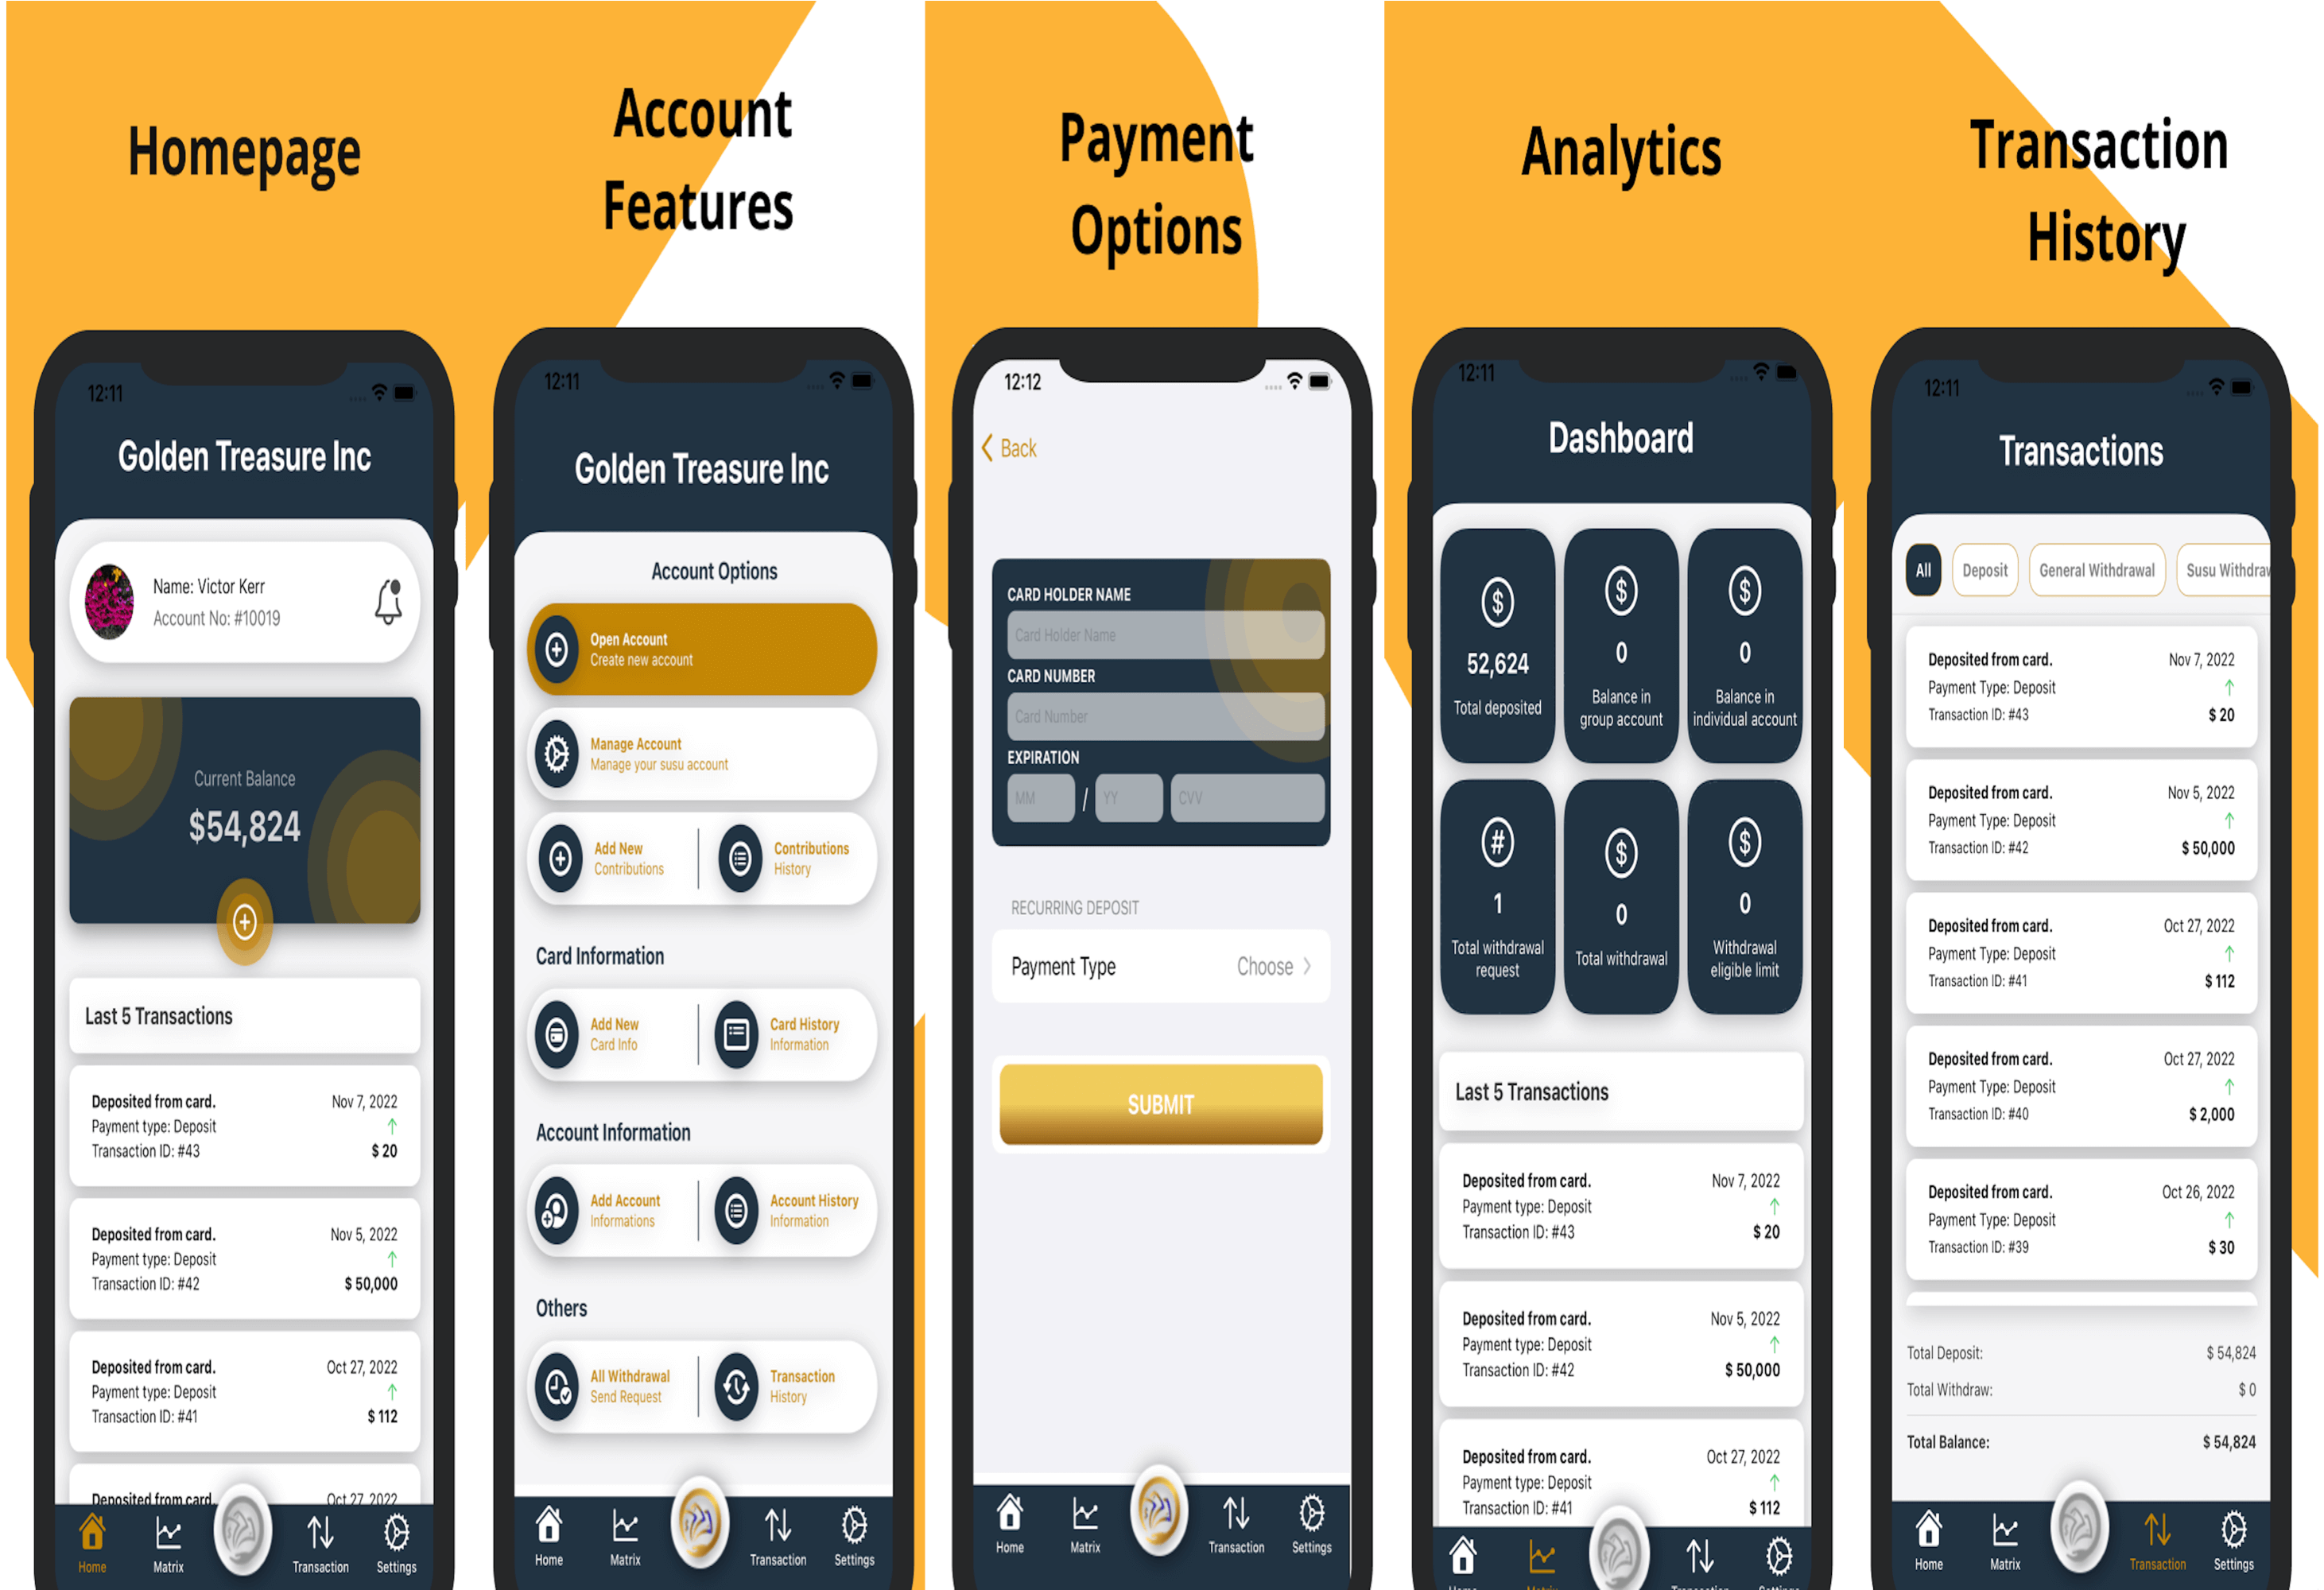 Homepage
12:11
Golden Treasure Inc
Name: Victor Kerr
Account No: #10019
Current Balance
$54,824
Last 5 Transactions
Deposited from card. Nov 7, 2022
Payment type: Deposit
Transaction ID: #43 $ 20
Deposited from card. Nov 5, 2022
Payment type: Deposit
Transaction ID: #42 $ 50,000
Deposited from card. Oct 27, 2022
Payment type: Deposit
Transaction ID: #41 $ 112
Deposited from card. Oct 27, 2022
Home Matrix Transaction Settings
Account
Features
12:11
Golden Treasure Inc
Account Options
Open Account
Create new account
Manage Account
Manage your susu account
Add New Contributions
Contributions History
Card Information
Add New Card Info
Card History Information
Account Information
Add Account Informations
Account History Information
Others
All Withdrawal Send Request
Transaction History
Home Matrix Transaction Settings
Payment
Options
12:12
Back
CARD HOLDER NAME
Card Holder Name
CARD NUMBER
Card Number
EXPIRATION
MM / YY CVV
RECURRING DEPOSIT
Payment Type Choose
SUBMIT
Home Matrix Transaction Settings
Analytics
12:11
Dashboard
$ $ $
52,624 0 0
Total deposited
Balance in group account
Balance in individual account
# $ $
1 0 0
Total withdrawal request
Total withdrawal
Withdrawal eligible limit
Last 5 Transactions
Deposited from card. Nov 7, 2022
Payment type: Deposit
Transaction ID: #43 $ 20
Deposited from card. Nov 5, 2022
Payment type: Deposit
Transaction ID: #42 $ 50,000
Deposited from card. Oct 27, 2022
Payment type: Deposit
Transaction ID: #41 $ 112
Transaction
History
12:11
Transactions
All Deposit General Withdrawal Susu Withdraw
Deposited from card. Nov 7, 2022
Payment Type: Deposit
Transaction ID: #43 $ 20
Deposited from card. Nov 5, 2022
Payment Type: Deposit
Transaction ID: #42 $ 50,000
Deposited from card. Oct 27, 2022
Payment Type: Deposit
Transaction ID: #41 $ 112
Deposited from card. Oct 27, 2022
Payment Type: Deposit
Transaction ID: #40 $ 2,000
Deposited from card. Oct 26, 2022
Payment Type: Deposit
Transaction ID: #39 $ 30
Total Deposit: $ 54,824
Total Withdraw: $ 0
Total Balance: $ 54,824
Home Matrix Transaction Settings